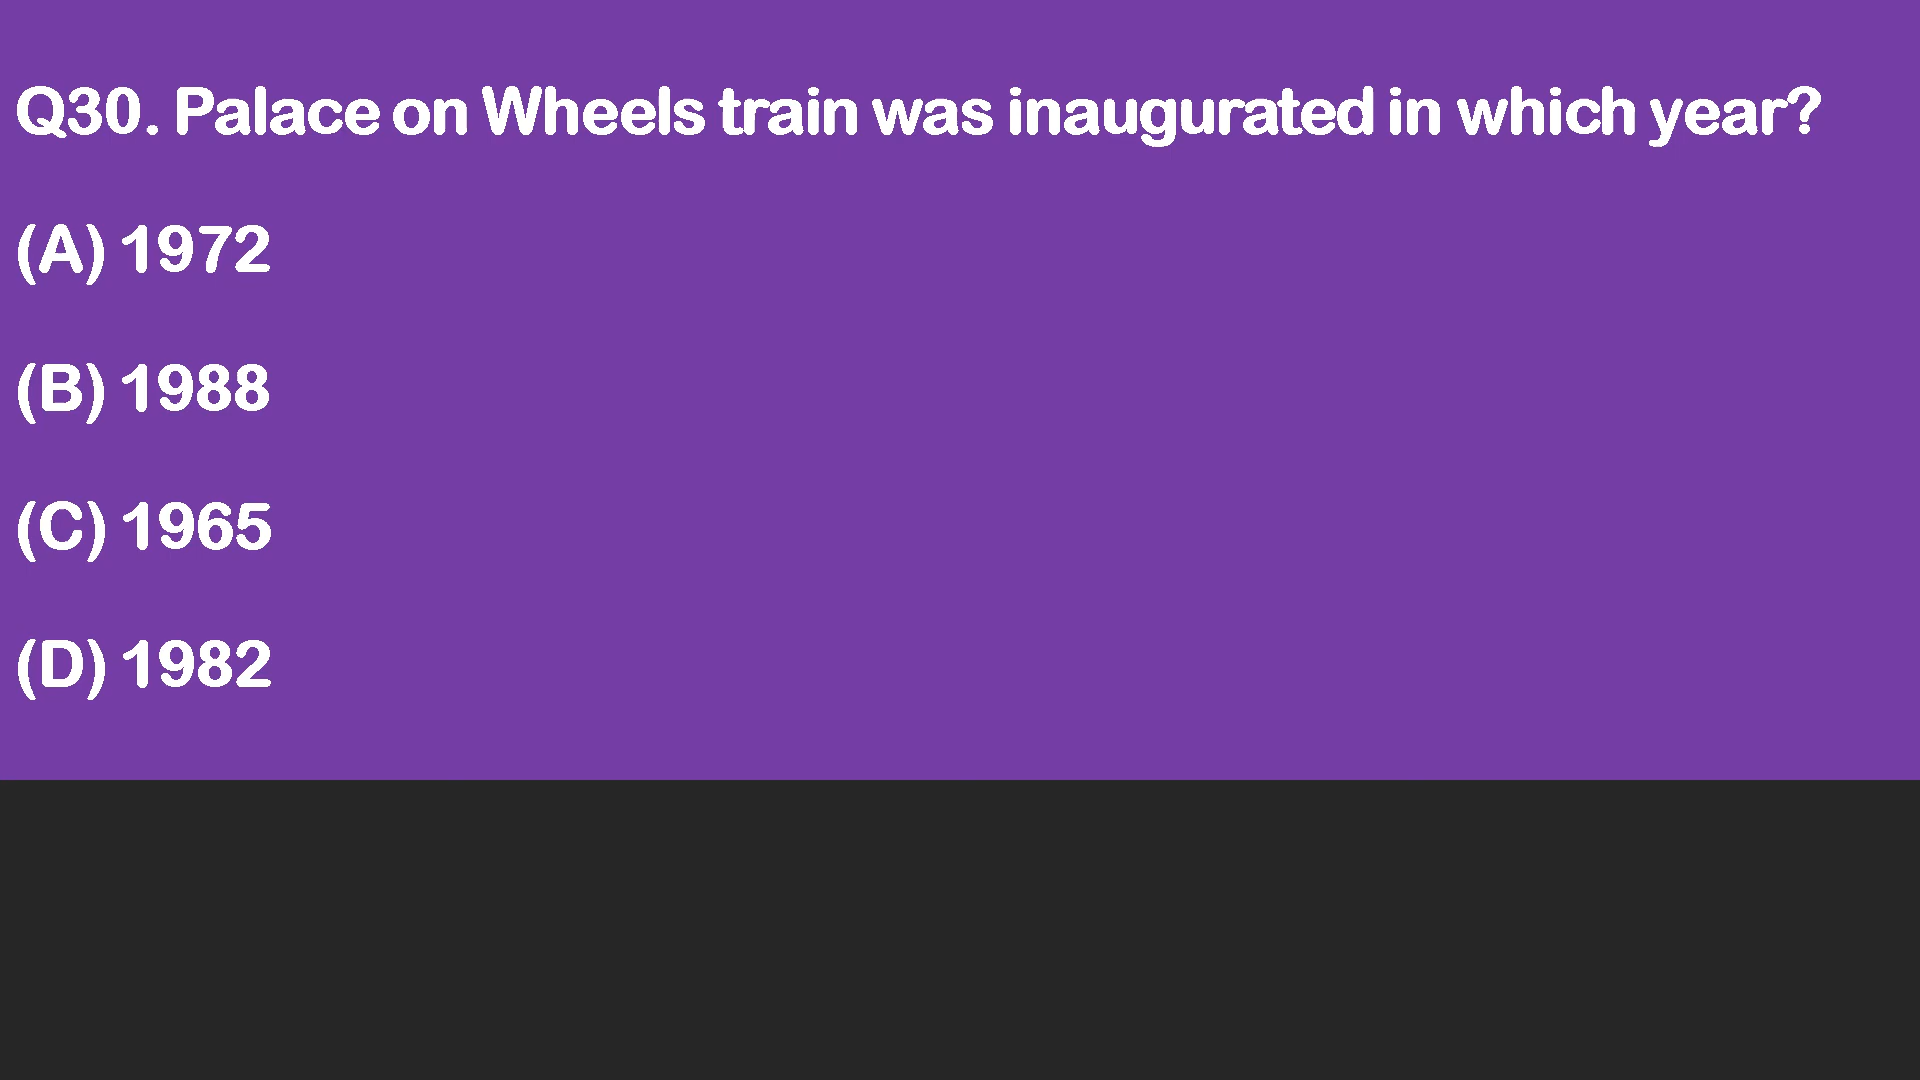 Q30. Palace on Wheels train was inaugurated in which year?
(A) 1972
(B) 1988
(C) 1965
(D) 1982